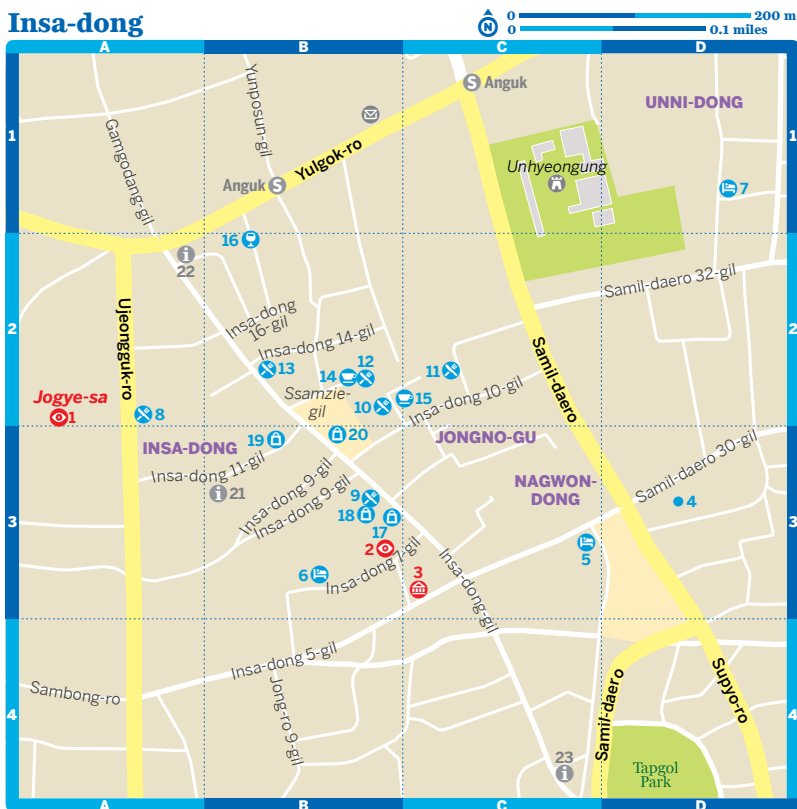 Insa-dong
N
0 200 m
0 0.1 miles
A B C D
1
Yunposun-gil
Gamgodang-gil
S Anguk
UNNI-DONG
Yulgok-ro
Anguk S
Unhyeongung
7
1
16
i
22
Samil-daero 32-gil
Insa-dong
16-gil
Ujeongguk-ro
2
Insa-dong 14-gil
Samil-daero
2
13
12
14
11
Ssamzie-
gil
10
15
Insa-dong 10-gil
Jogye-sa
1
8
19
20
INSA-DONG
JONGNO-GU
Insa-dong 11-gil
Samil-daero 30-gil
i 21
Insa-dong 9-gil
Insa-dong 9-gil
NAGWON-
DONG
9
4
18
17
3
3
2
5
Insa-dong 7-gil
3
6
Insa-dong-gil
Insa-dong 5-gil
Sambong-ro
Jong-ro 9-gil
Samil-daero
Supyo-ro
4
4
23
i
Tapgol
Park
A B C D